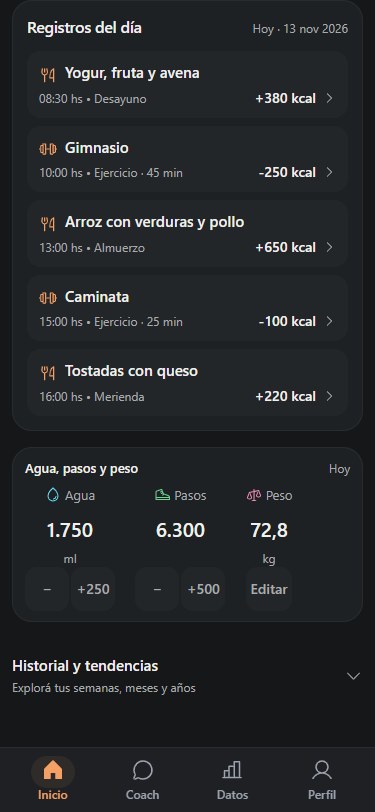 Registros del día
Hoy · 13 nov 2026
Yogur, fruta y avena
08:30 hs • Desayuno
+380 kcal
Gimnasio
10:00 hs • Ejercicio · 45 min
-250 kcal
Arroz con verduras y pollo
13:00 hs • Almuerzo
+650 kcal
Caminata
15:00 hs • Ejercicio · 25 min
-100 kcal
Tostadas con queso
16:00 hs • Merienda
+220 kcal
Agua, pasos y peso
Hoy
Agua
Pasos
Peso
1.750
6.300
72,8
ml
kg
–
+250
–
+500
Editar
Historial y tendencias
Explorá tus semanas, meses y años
Inicio
Coach
Datos
Perfil